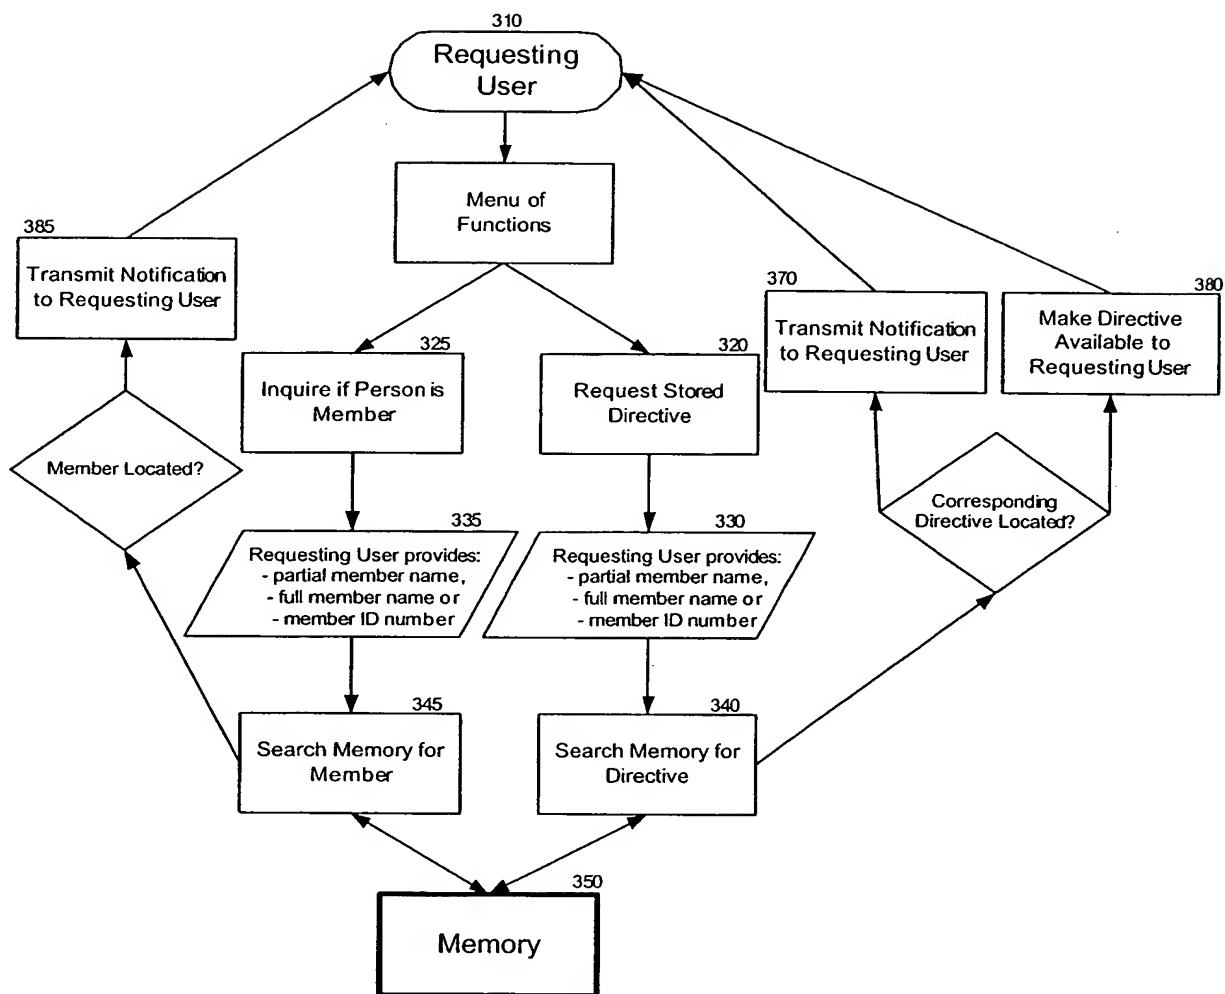 310
Requesting
User
Menu of
Functions
385
Transmit Notification
to Requesting User
370
Transmit Notification
to Requesting User
380
Make Directive
Available to
Requesting User
325
Inquire if Person is
Member
320
Request Stored
Directive
Member Located?
Corresponding
Directive Located?
335
Requesting User provides:
- partial member name,
- full member name or
- member ID number
330
Requesting User provides:
- partial member name,
- full member name or
- member ID number
345
Search Memory for
Member
340
Search Memory for
Directive
350
Memory